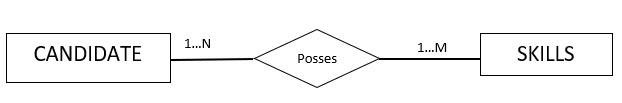 CANDIDATE
1...N
Posses
1...M
SKILLS